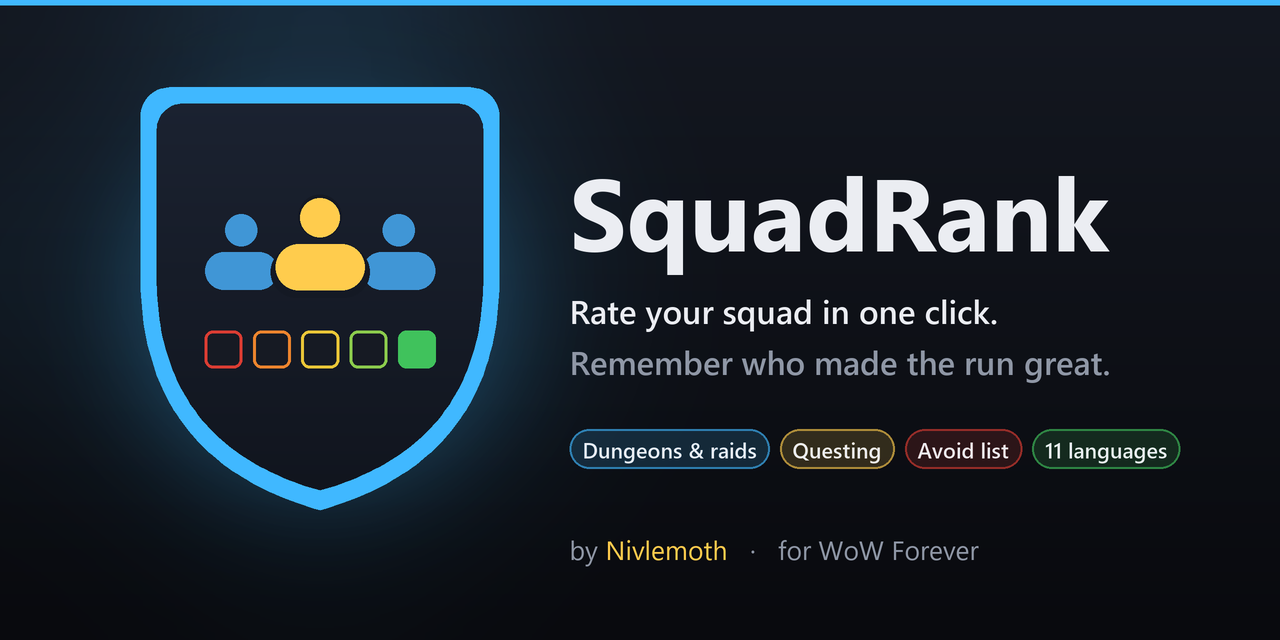 SquadRank
Rate your squad in one click.
Remember who made the run great.
Dungeons & raids Questing Avoid list 11 languages
by Nivlemoth · for WoW Forever